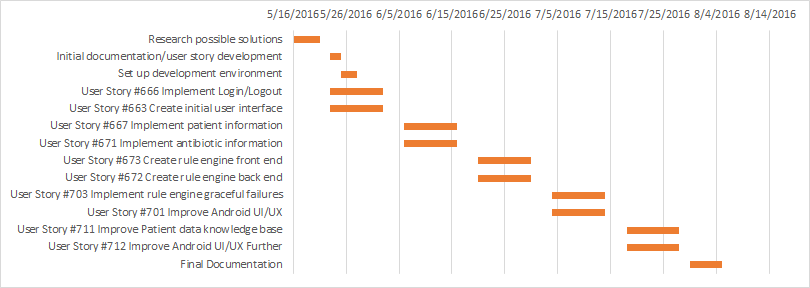 5/16/2016 5/26/2016 6/5/2016 6/15/2016 6/25/2016 7/5/2016 7/15/2016 7/25/2016 8/4/2016 8/14/2016
Research possible solutions
Initial documentation/user story development
Set up development environment
User Story #666 Implement Login/Logout
User Story #663 Create initial user interface
User Story #667 Implement patient information
User Story #671 Implement antibiotic information
User Story #673 Create rule engine front end
User Story #672 Create rule engine back end
User Story #703 Implement rule engine graceful failures
User Story #701 Improve Android UI/UX
User Story #711 Improve Patient data knowledge base
User Story #712 Improve Android UI/UX Further
Final Documentation